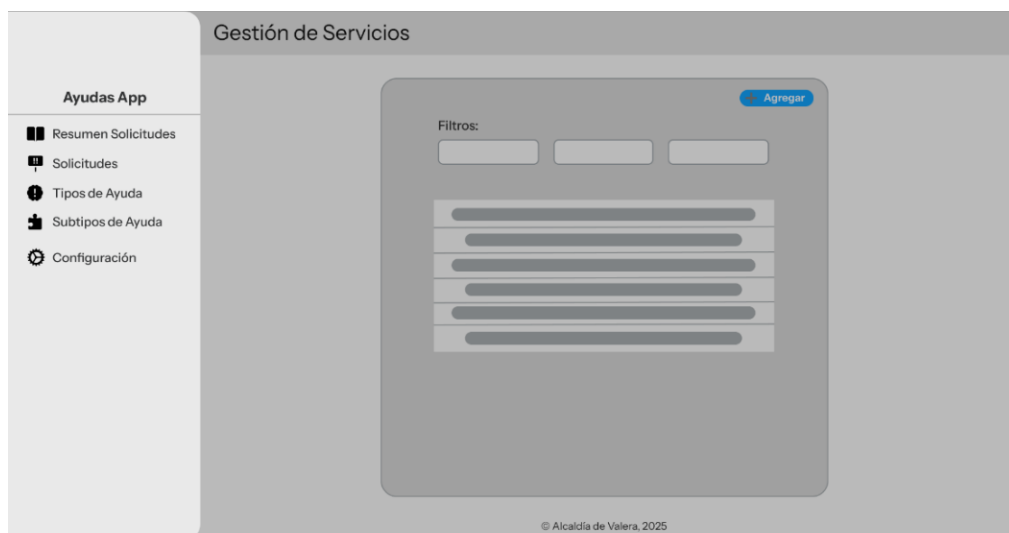 Gestión de Servicios
Ayudas App
Resumen Solicitudes
Solicitudes
Tipos de Ayuda
Subtipos de Ayuda
Configuración
Agregar
Filtros:
© Alcaldía de Valera, 2025